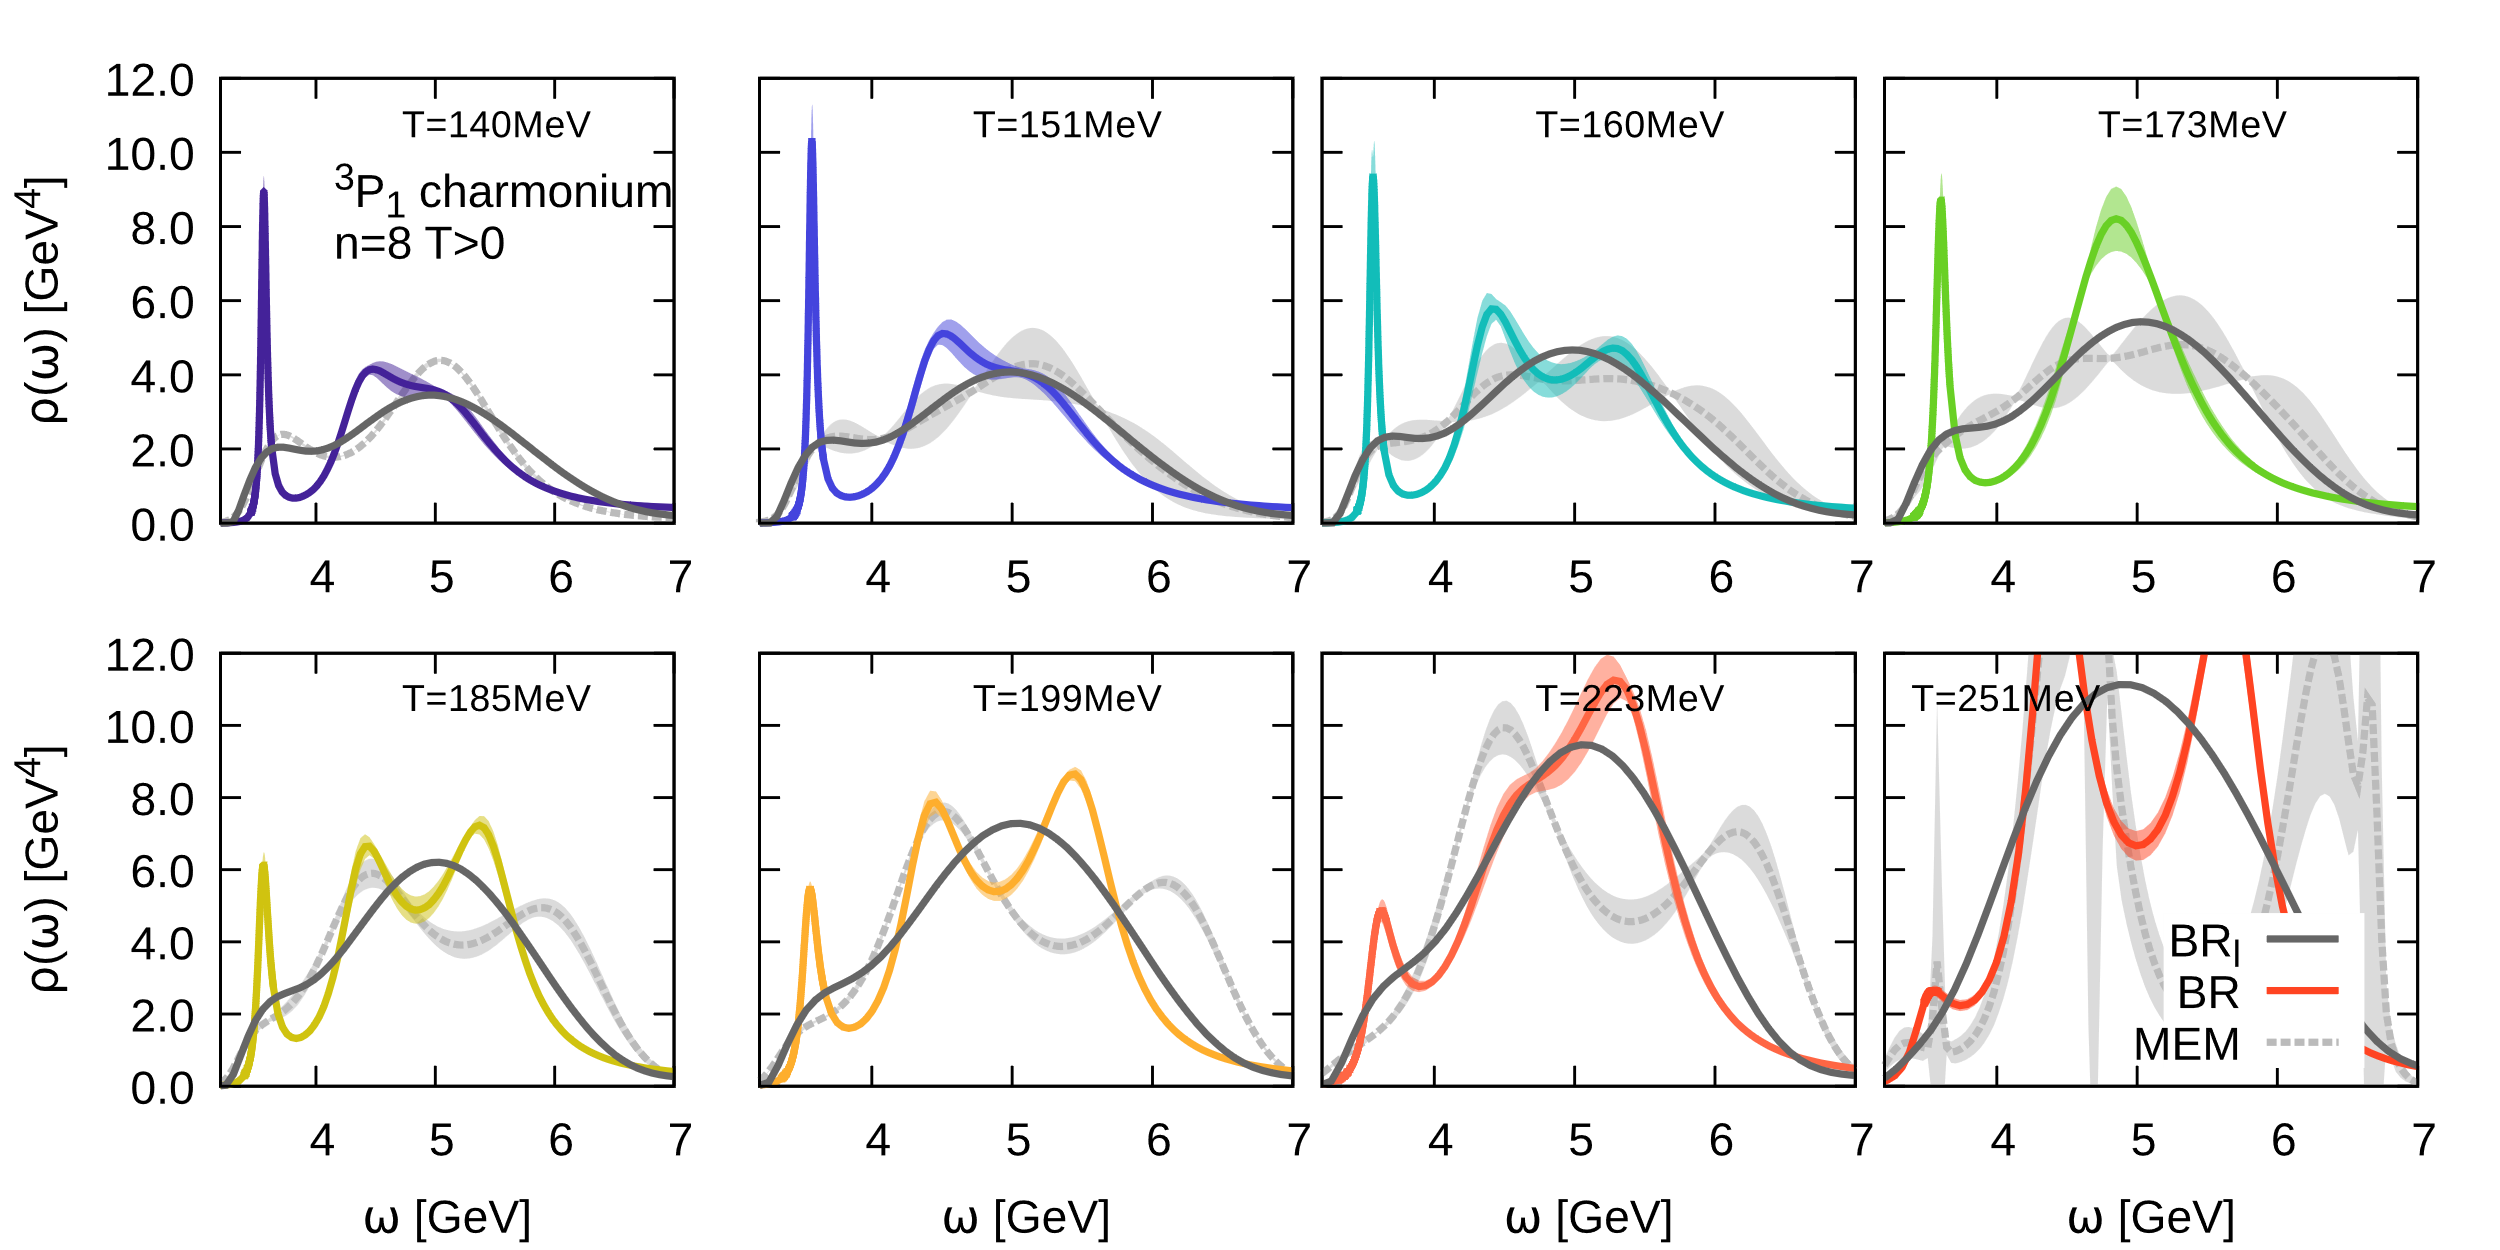 12.0
10.0
8.0
6.0
4.0
2.0
0.0
ρ(ω) [GeV⁴]
T=140MeV
³P₁ charmonium
n=8 T>0
4 5 6 7
T=151MeV
4 5 6 7
T=160MeV
4 5 6 7
T=173MeV
4 5 6 7
12.0
10.0
8.0
6.0
4.0
2.0
0.0
ρ(ω) [GeV⁴]
T=185MeV
4 5 6 7
ω [GeV]
T=199MeV
4 5 6 7
ω [GeV]
T=223MeV
4 5 6 7
ω [GeV]
T=251MeV
BRₗ
BR
MEM
4 5 6 7
ω [GeV]